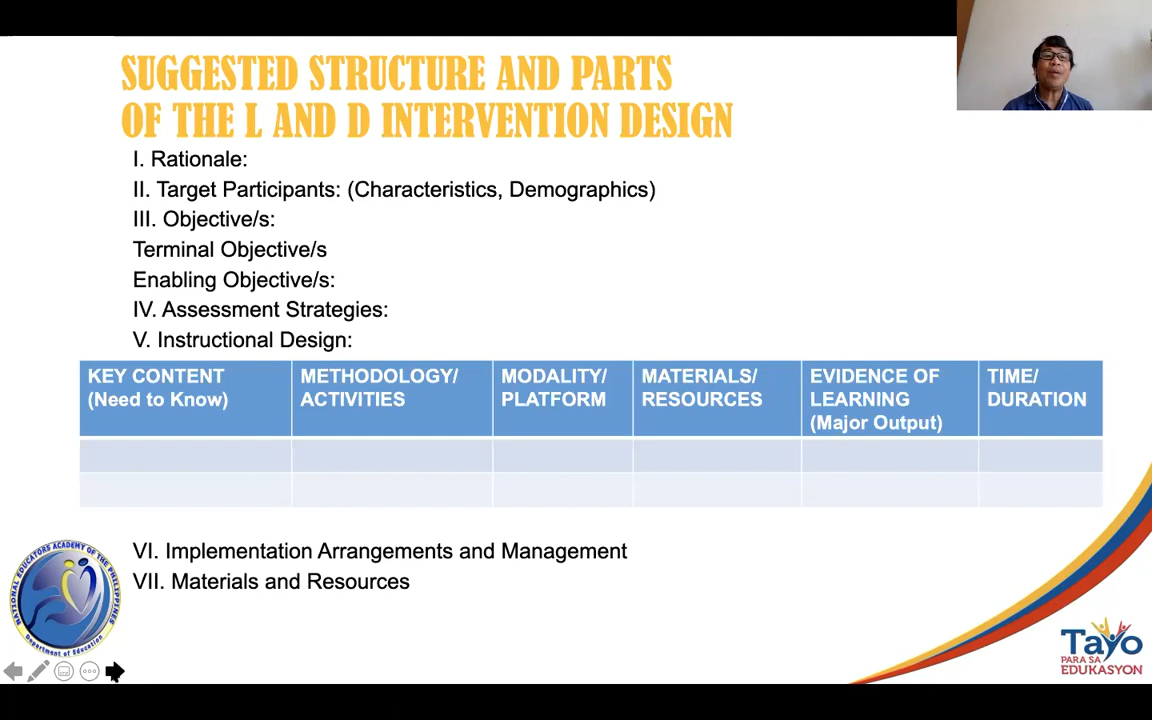 SUGGESTED STRUCTURE AND PARTS
OF THE L AND D INTERVENTION DESIGN
I. Rationale:
II. Target Participants: (Characteristics, Demographics)
III. Objective/s:
Terminal Objective/s
Enabling Objective/s:
IV. Assessment Strategies:
V. Instructional Design:
KEY CONTENT
(Need to Know)
METHODOLOGY/
ACTIVITIES
MODALITY/
PLATFORM
MATERIALS/
RESOURCES
EVIDENCE OF
LEARNING
(Major Output)
TIME/
DURATION
VI. Implementation Arrangements and Management
VII. Materials and Resources
NATIONAL EDUCATORS ACADEMY OF THE PHILIPPINES
Department of Education
Tayo
PARA SA
EDUKASYON